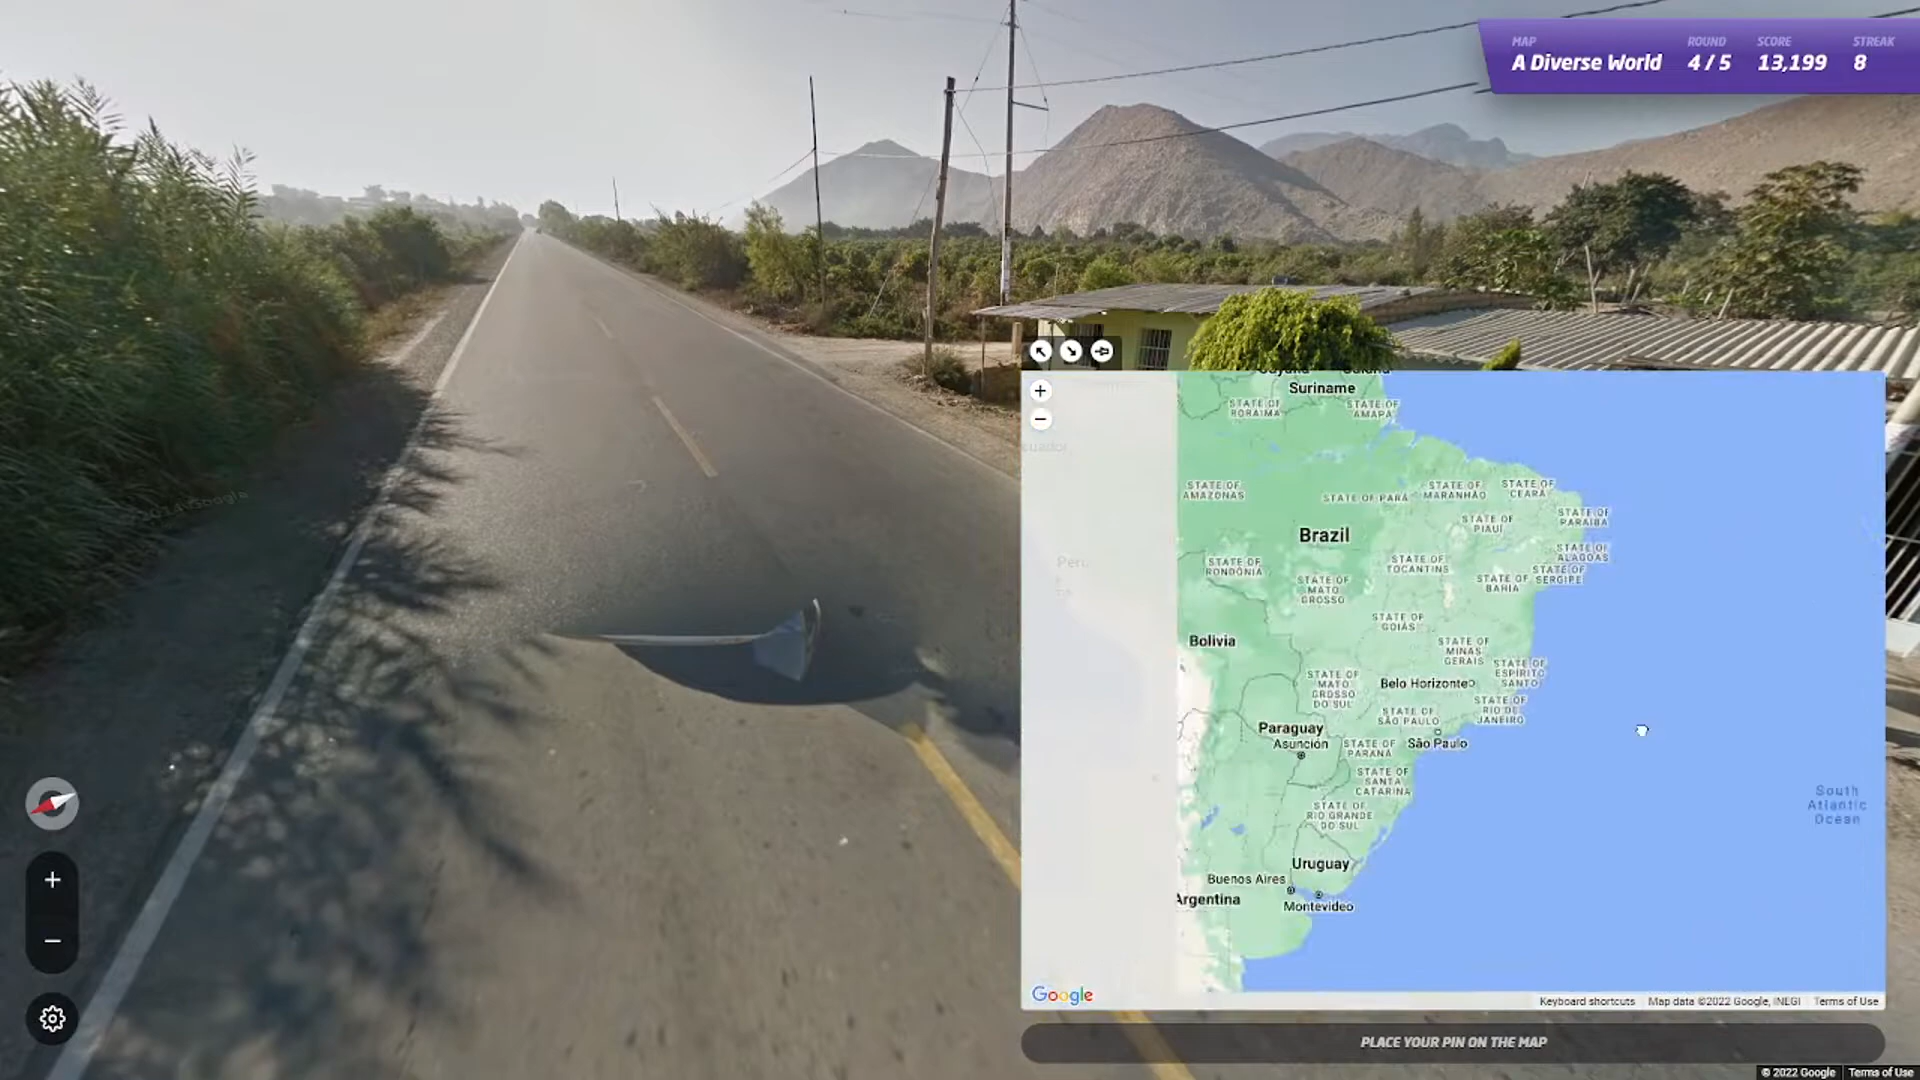 MAP
A Diverse World
ROUND
4 / 5
SCORE
13,199
STREAK
8
Guyana
Suriname
STATE OF RORAIMA
STATE OF AMAPÁ
STATE OF AMAZONAS
STATE OF PARÁ
STATE OF MARANHÃO
STATE OF CEARÁ
STATE OF PIAUÍ
STATE OF PARAÍBA
Brazil
STATE OF ALAGOAS
STATE OF RONDÔNIA
STATE OF TOCANTINS
STATE OF SERGIPE
STATE OF MATO GROSSO
STATE OF BAHIA
Peru
STATE OF GOIÁS
Bolivia
STATE OF MINAS GERAIS
STATE OF ESPÍRITO SANTO
STATE OF MATO GROSSO DO SUL
Belo Horizonte
STATE OF RIO DE JANEIRO
STATE OF SÃO PAULO
Paraguay
Asunción
STATE OF PARANÁ
São Paulo
STATE OF SANTA CATARINA
STATE OF RIO GRANDE DO SUL
South Atlantic Ocean
Uruguay
Buenos Aires
Argentina
Montevideo
Google
Keyboard shortcuts
Map data ©2022 Google, INEGI
Terms of Use
PLACE YOUR PIN ON THE MAP
© 2022 Google
Terms of Use